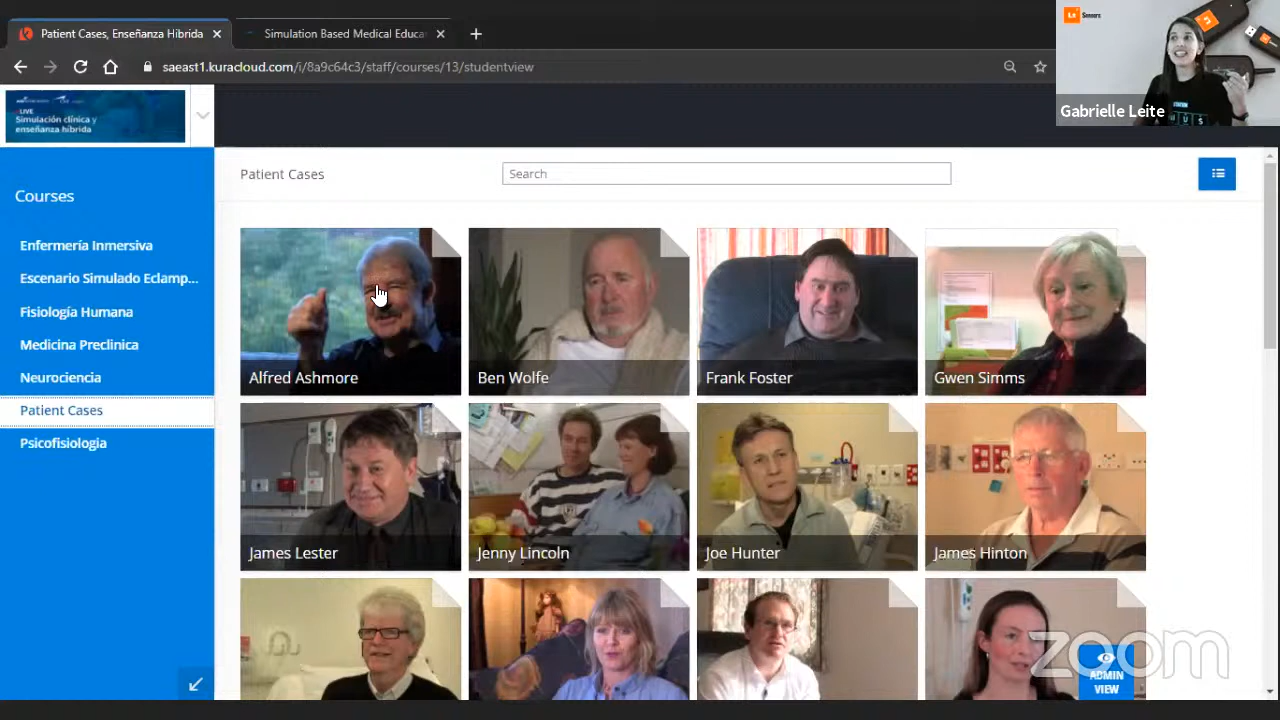 Patient Cases, Enseñanza Híbrida
Simulation Based Medical Educa
saeast1.kuracloud.com/i/8a9c64c3/staff/courses/13/studentview
Gabrielle Leite
LIVE
Simulación clínica y
enseñanza híbrida
Courses
Enfermería Inmersiva
Escenario Simulado Eclamp...
Fisiología Humana
Medicina Preclinica
Neurociencia
Patient Cases
Psicofisiologia
Patient Cases
Search
Alfred Ashmore
Ben Wolfe
Frank Foster
Gwen Simms
James Lester
Jenny Lincoln
Joe Hunter
James Hinton
ADMIN
VIEW
zoom